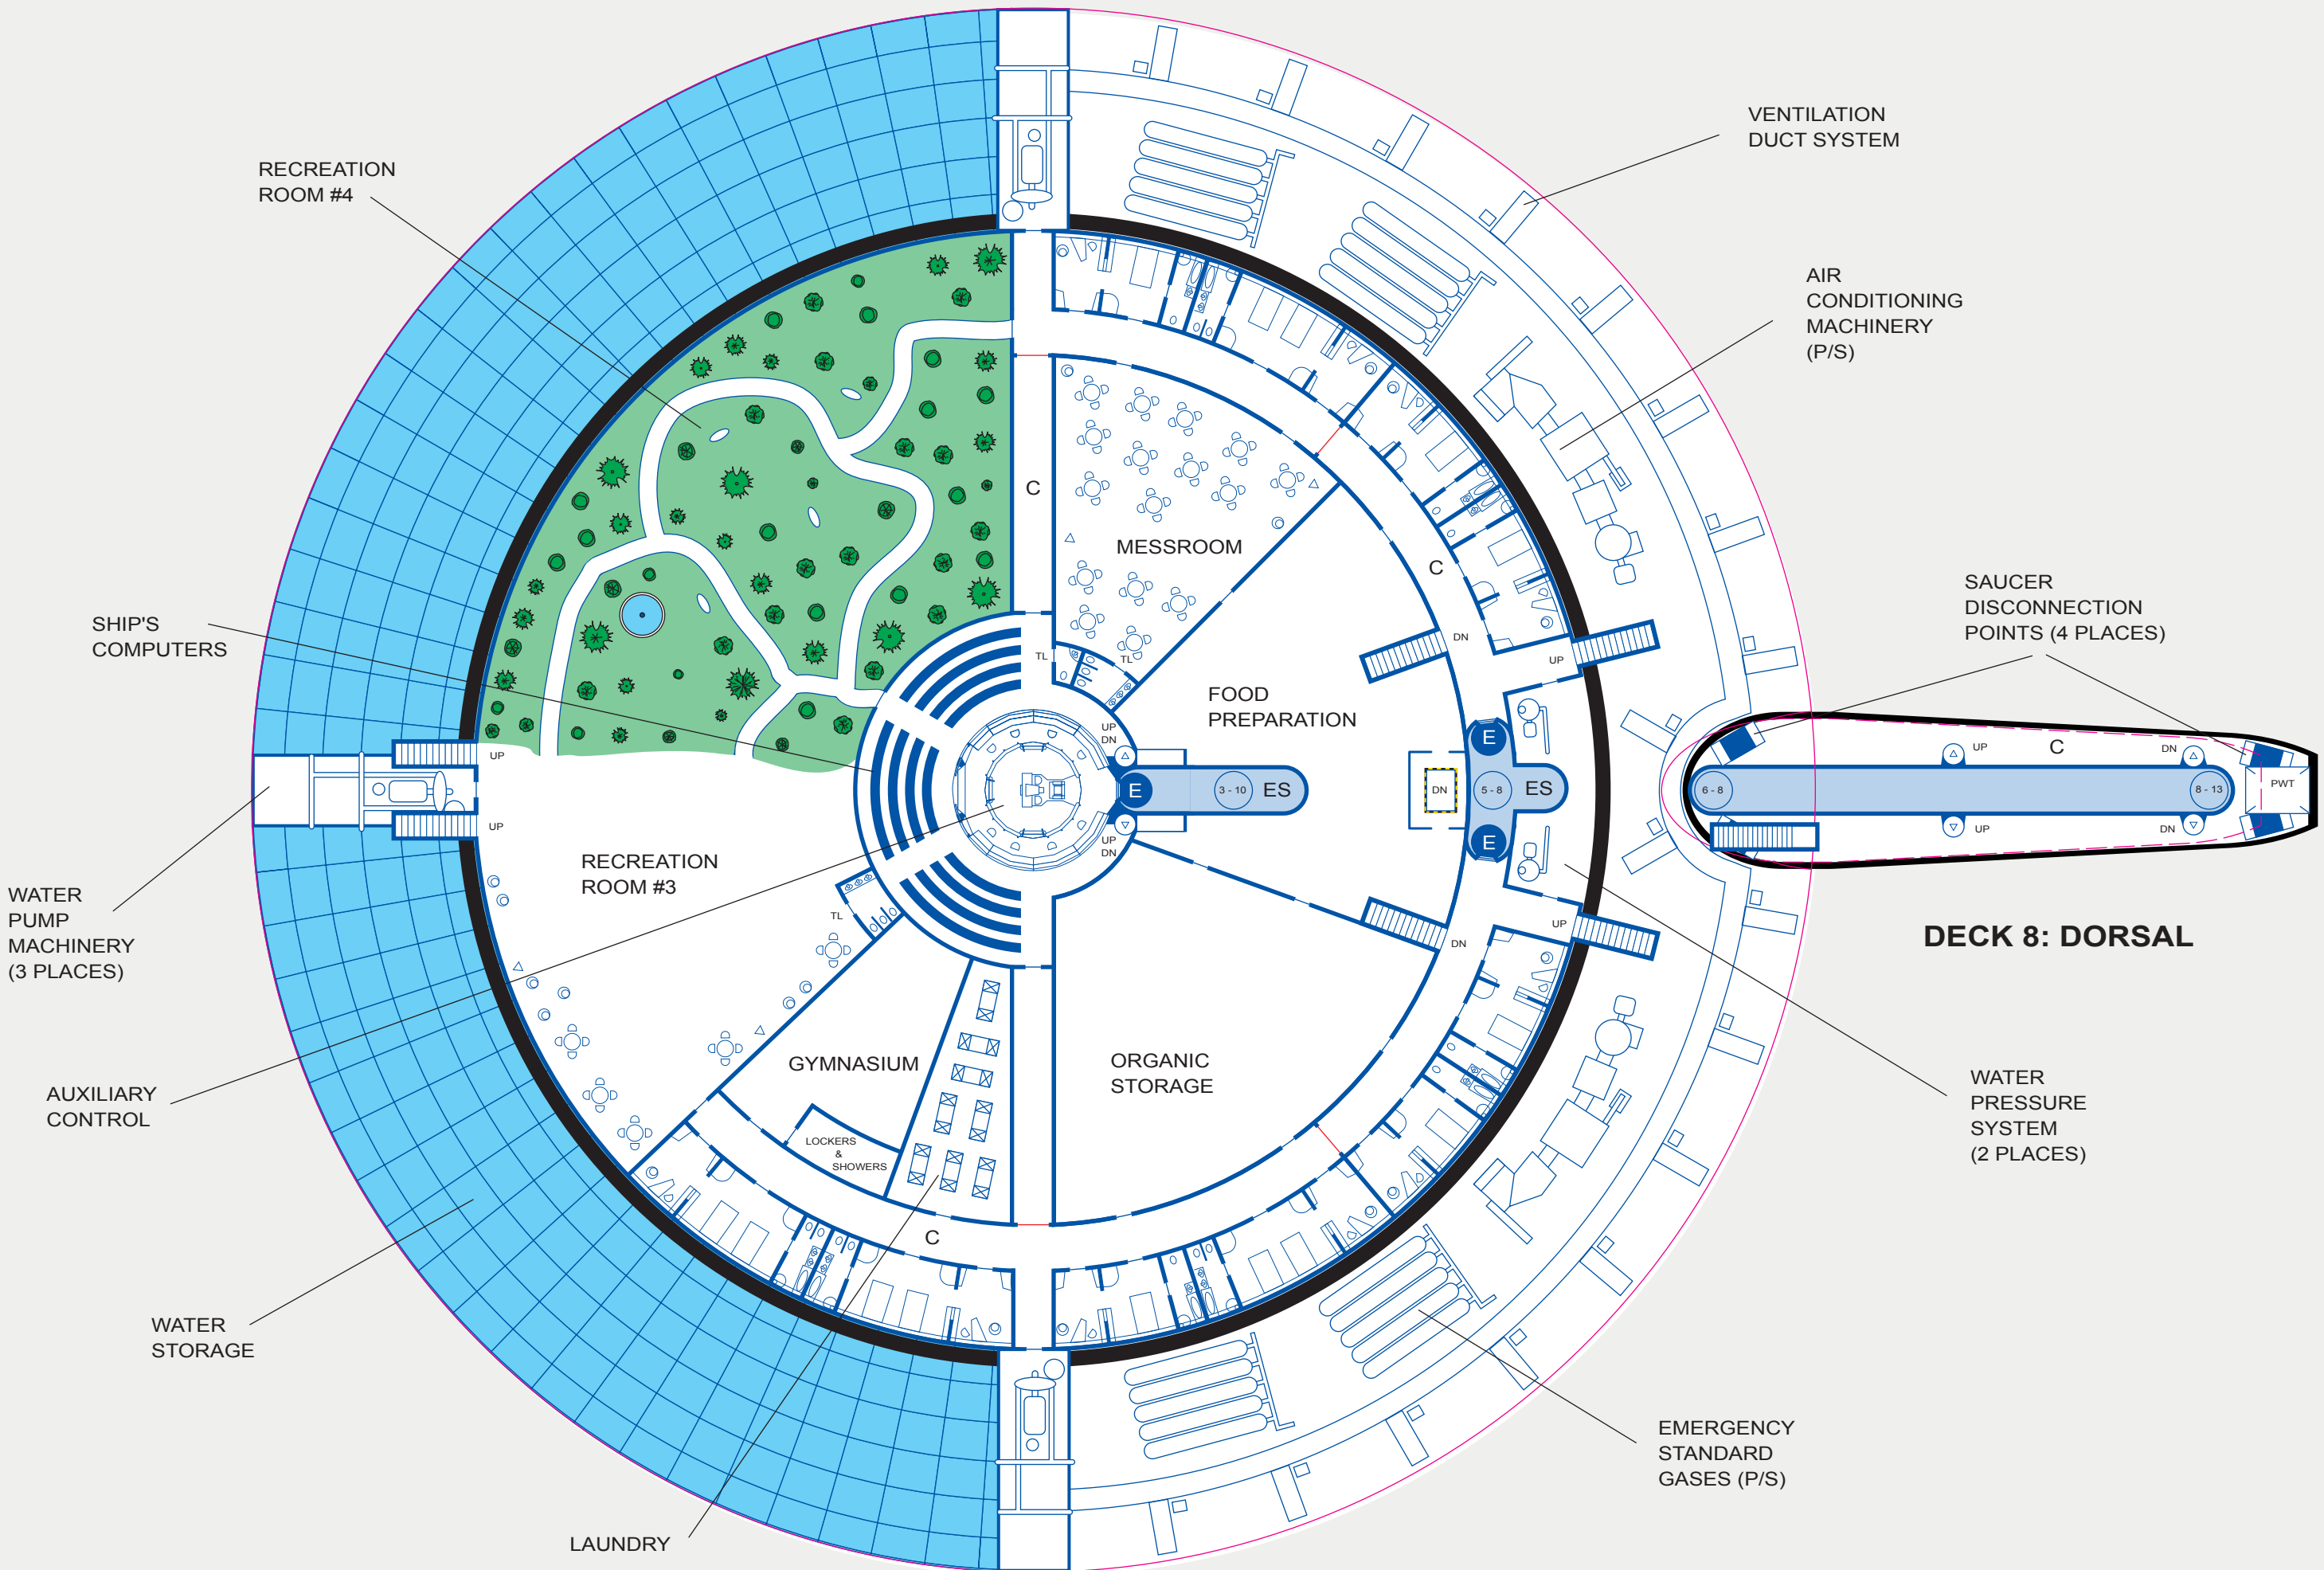 VENTILATION
DUCT SYSTEM
RECREATION
ROOM #4
AIR
CONDITIONING
MACHINERY
(P/S)
C
MESSROOM
C
SAUCER
DISCONNECTION
POINTS (4 PLACES)
SHIP'S
COMPUTERS
DN
TL
TL
UP
FOOD
PREPARATION
UP
DN
E
UP
UP
C
DN
E
3 - 10
ES
DN
5 - 8
ES
6 - 8
8 - 13
PWT
UP
UP
DN
E
UP
DN
RECREATION
ROOM #3
WATER
PUMP
MACHINERY
(3 PLACES)
TL
UP
DN
DECK 8: DORSAL
GYMNASIUM
ORGANIC
STORAGE
AUXILIARY
CONTROL
WATER
PRESSURE
SYSTEM
(2 PLACES)
LOCKERS
&
SHOWERS
C
WATER
STORAGE
EMERGENCY
STANDARD
GASES (P/S)
LAUNDRY